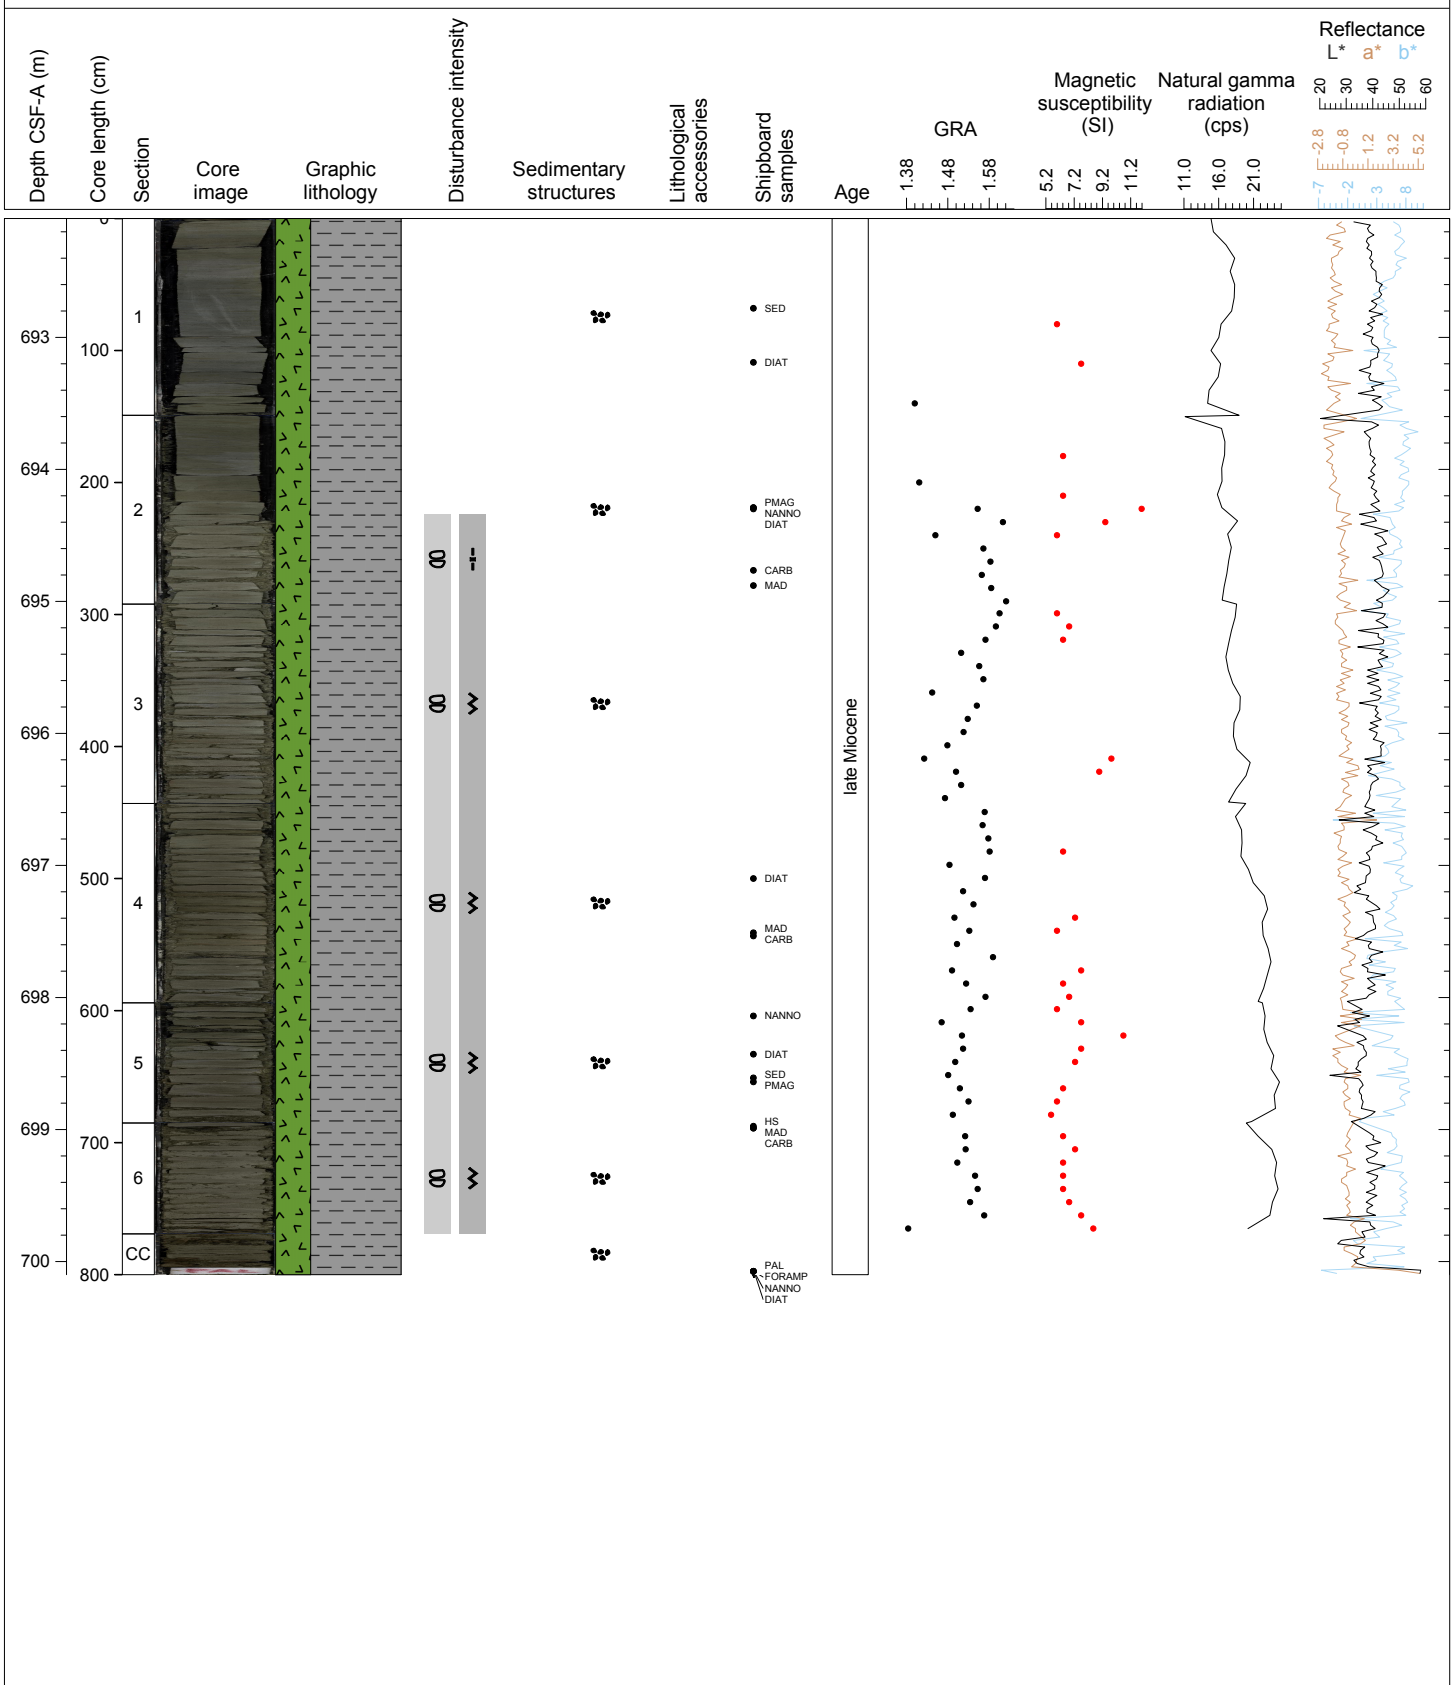 Depth CSF-A (m)
Core length (cm)
Section
Core
image
Graphic
lithology
Disturbance intensity
Sedimentary
structures
Lithological
accessories
Shipboard
samples
Age
GRA
1.38
1.48
1.58
Magnetic
susceptibility
(SI)
5.2
7.2
9.2
11.2
Natural gamma
radiation
(cps)
11.0
16.0
21.0
Reflectance
L* a* b*
20
30
40
50
60
-2.8
-0.8
1.2
3.2
5.2
-7
-2
3
8
0
1
SED
693
100
DIAT
694
200
2
PMAG
NANNO
DIAT
CARB
MAD
695
300
3
696
400
late Miocene
697
500
DIAT
4
MAD
CARB
698
600
NANNO
5
DIAT
SED
PMAG
699
700
HS
MAD
CARB
6
CC
700
800
PAL
FORAMP
NANNO
DIAT